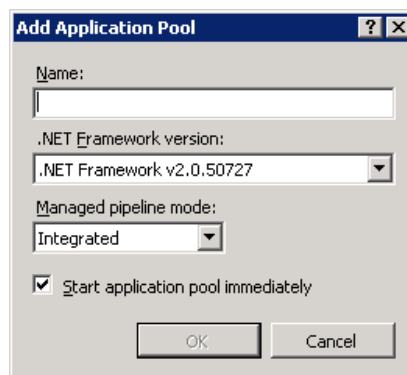 Add Application Pool
Name:
.NET Framework version:
.NET Framework v2.0.50727
Managed pipeline mode:
Integrated
Start application pool immediately
OK Cancel